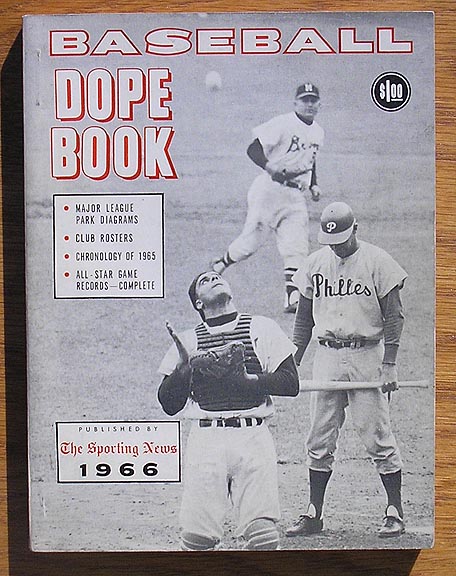 BASEBALL
DOPE
BOOK
$1.00
• MAJOR LEAGUE
PARK DIAGRAMS
• CLUB ROSTERS
• CHRONOLOGY OF 1965
• ALL-STAR GAME
RECORDS—COMPLETE
P
Phillies
PUBLISHED BY
The Sporting News
1966